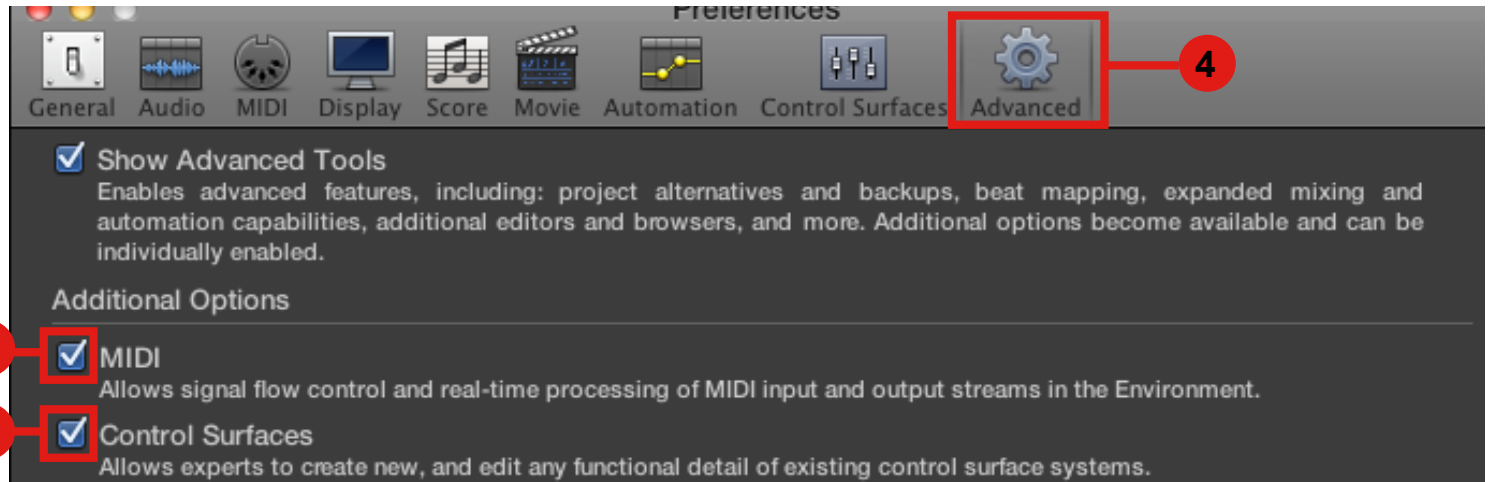 Preferences
General Audio MIDI Display Score Movie Automation Control Surfaces Advanced
4
Show Advanced Tools
Enables advanced features, including: project alternatives and backups, beat mapping, expanded mixing and
automation capabilities, additional editors and browsers, and more. Additional options become available and can be
individually enabled.
Additional Options
MIDI
Allows signal flow control and real-time processing of MIDI input and output streams in the Environment.
Control Surfaces
Allows experts to create new, and edit any functional detail of existing control surface systems.